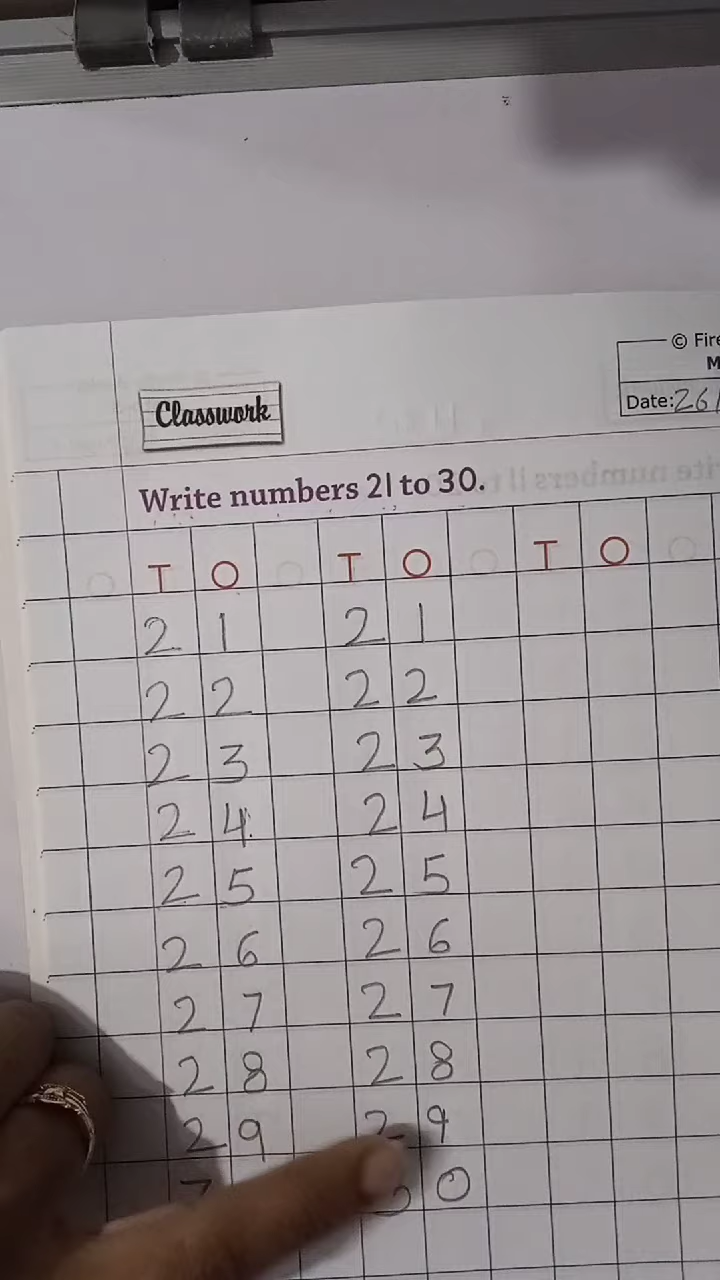 © Fire
M
Classwork
Date: 26/
Write numbers 21 to 30.
T O T O T O
2 1 2 1
2 2 2 2
2 3 2 3
2 4 2 4
2 5 2 5
2 6 2 6
2 7 2 7
2 8 2 8
2 9 2 9
0